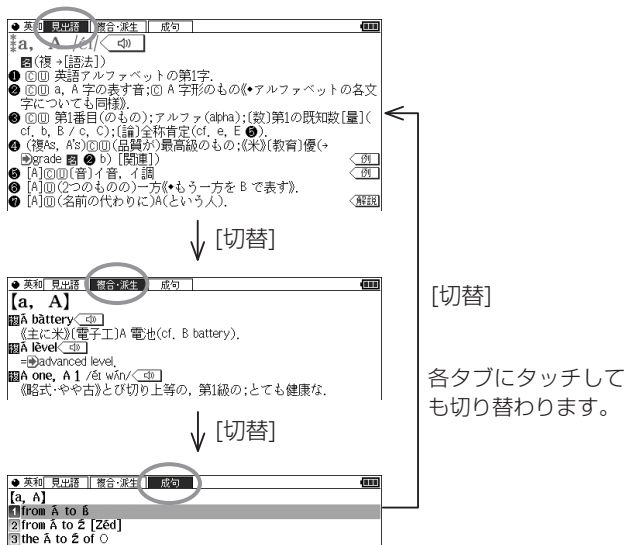 英和 見出語 複合・派生 成句
a, A /éɪ/
名(複 →[語法])
❶ ⒸⓊ 英語アルファベットの第1字.
❷ ⒸⓊ a, A 字の表す音;Ⓒ A 字形のもの《◆アルファベットの各文
字についても同様》.
❸ ⒸⓊ 第1番目(のもの);アルファ(alpha);[数]第1の既知数[量](
cf. b, B / c, C);[論]全称肯定(cf. e, E ❺).
❹ (複As, A's)ⒸⓊ(品質が)最高級のもの;《米》[教育]優(→
grade 名 ❷ b) [関連])
例
❺ [A]ⒸⓊ[音]イ音, イ調
例
❻ [A]Ⓤ(2つのものの)一方《◆もう一方を B で表す》.
❼ [A]Ⓤ(名前の代わりに)A(という人).
解説
[切替]
英和 見出語 複合・派生 成句
【a, A】
複Á bàttery
《主に米》[電子工]A 電池(cf. B battery).
複Á lèvel
=advanced level.
複A one, A 1 /éɪ wʌ́n/
《略式・やや古》とび切り上等の, 第1級の;とても健康な.
[切替]
英和 見出語 複合・派生 成句
【a, A】
1 from Á to B́
2 from Á to Ź [Zéd]
3 the Á to Ź of ○
[切替]
各タブにタッチして
も切り替わります。